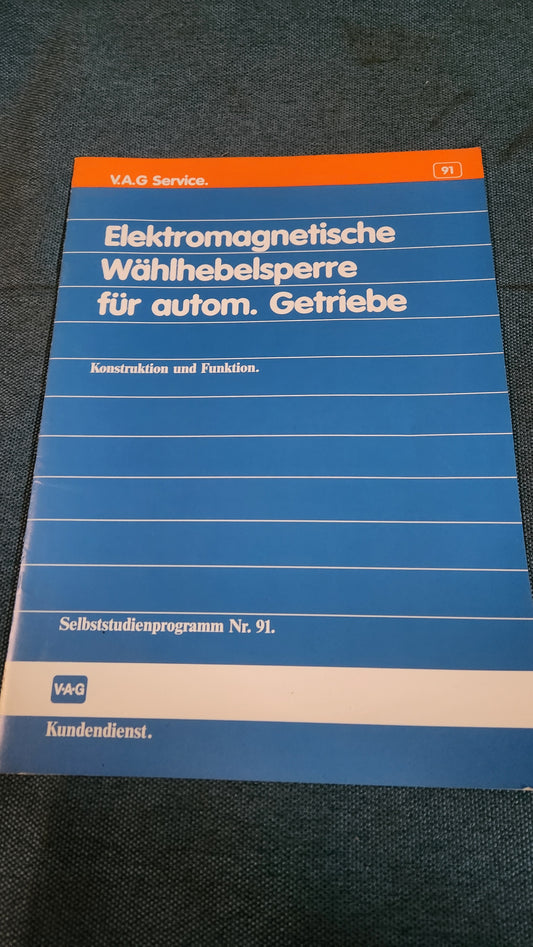 V.A.G Service.
91
Elektromagnetische
Wählhebelsperre
für autom. Getriebe
Konstruktion und Funktion.
Selbststudienprogramm Nr. 91.
V·A·G
Kundendienst.